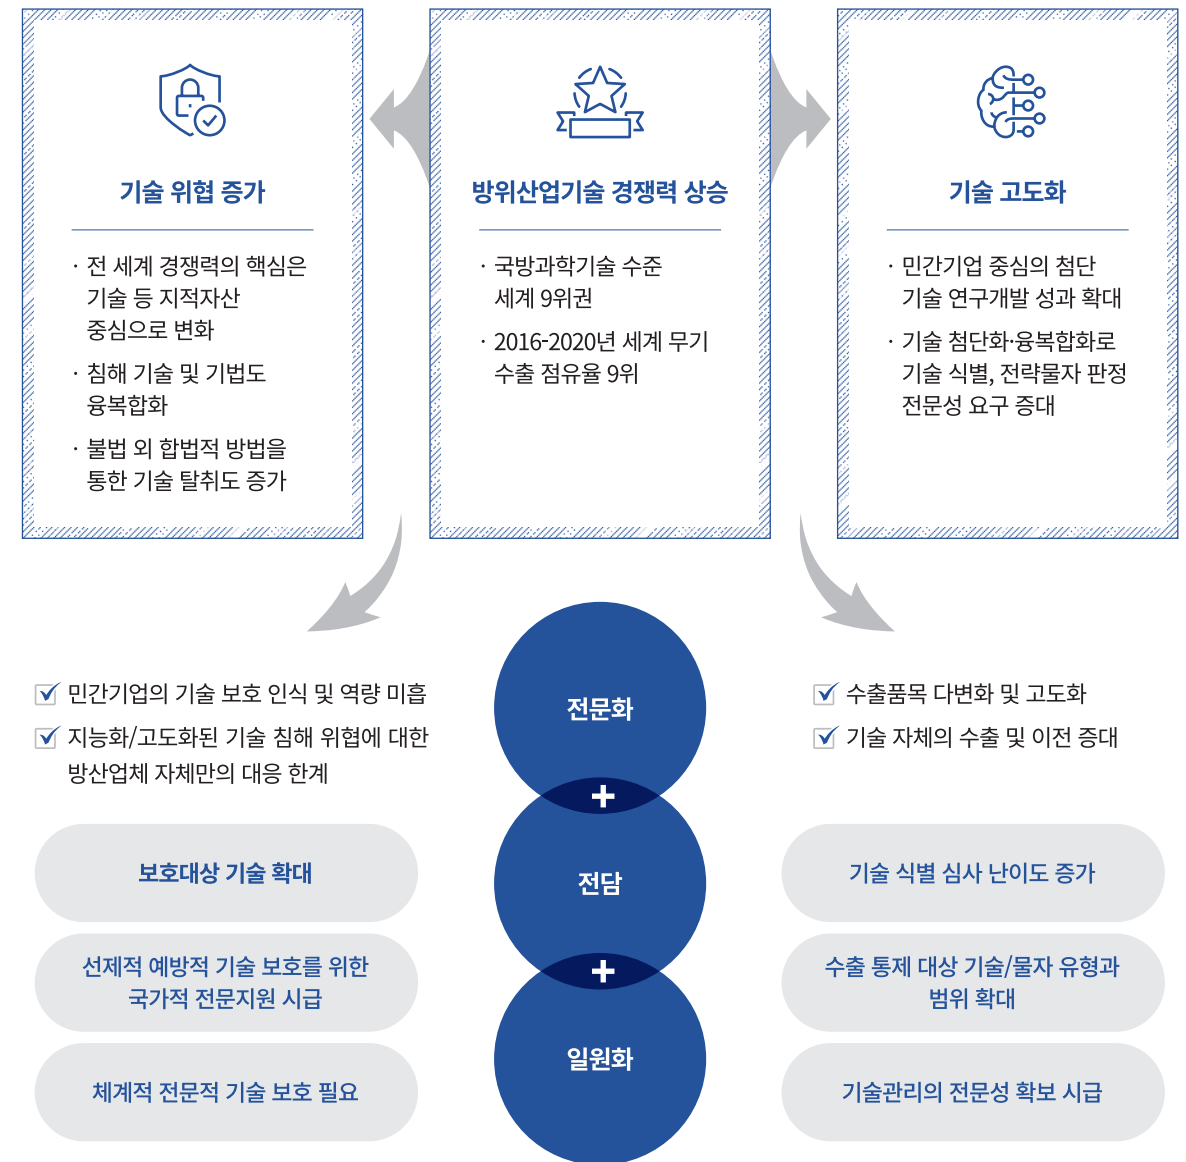 기술 위협 증가
· 전 세계 경쟁력의 핵심은
기술 등 지적자산
중심으로 변화
· 침해 기술 및 기법도
융복합화
· 불법 외 합법적 방법을
통한 기술 탈취도 증가
방위산업기술 경쟁력 상승
· 국방과학기술 수준
세계 9위권
· 2016-2020년 세계 무기
수출 점유율 9위
기술 고도화
· 민간기업 중심의 첨단
기술 연구개발 성과 확대
· 기술 첨단화·융복합화로
기술 식별, 전략물자 판정
전문성 요구 증대
민간기업의 기술 보호 인식 및 역량 미흡
지능화/고도화된 기술 침해 위협에 대한
방산업체 자체만의 대응 한계
보호대상 기술 확대
선제적 예방적 기술 보호를 위한
국가적 전문지원 시급
체계적 전문적 기술 보호 필요
전문화
+
전담
+
일원화
수출품목 다변화 및 고도화
기술 자체의 수출 및 이전 증대
기술 식별 심사 난이도 증가
수출 통제 대상 기술/물자 유형과
범위 확대
기술관리의 전문성 확보 시급